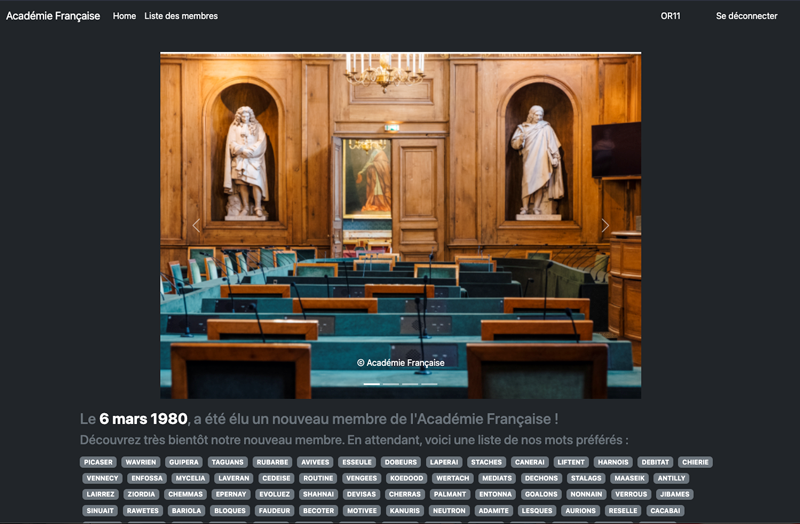 Académie Française Home Liste des membres OR11 Se déconnecter
© Académie Française
Le 6 mars 1980, a été élu un nouveau membre de l'Académie Française !
Découvrez très bientôt notre nouveau membre. En attendant, voici une liste de nos mots préférés :
PICASER WAVRIEN GUIPERA TAGUANS RUBARBE AVIVEES ESSEULE DOBEURS LAPERAI STACHES CANERAI LIFTENT HARNOIS DEBITAT CHIERIE
VENNECY ENFOSSA MYCELIA LAVERAN CEDEISE ROUTINE VENGEES KOEDOOD WERTACH MEDIATS DECHONS STALAGS MAASEIK ANTILLY
LAIRREZ ZIORDIA CHEMMAS EPERNAY EVOLUEZ SHAHNAI DEVISAS CHERRAS PALMANT ENTONNA GOALONS NONNAIN VERROUS JIBAMES
SINUAIT RAWETES BARIOLA BLOQUES FAUDEUR BECOTER MOTIVEE KANURIS NEUTRON ADAMITE LESQUES AURIONS RESELLE CACABAI